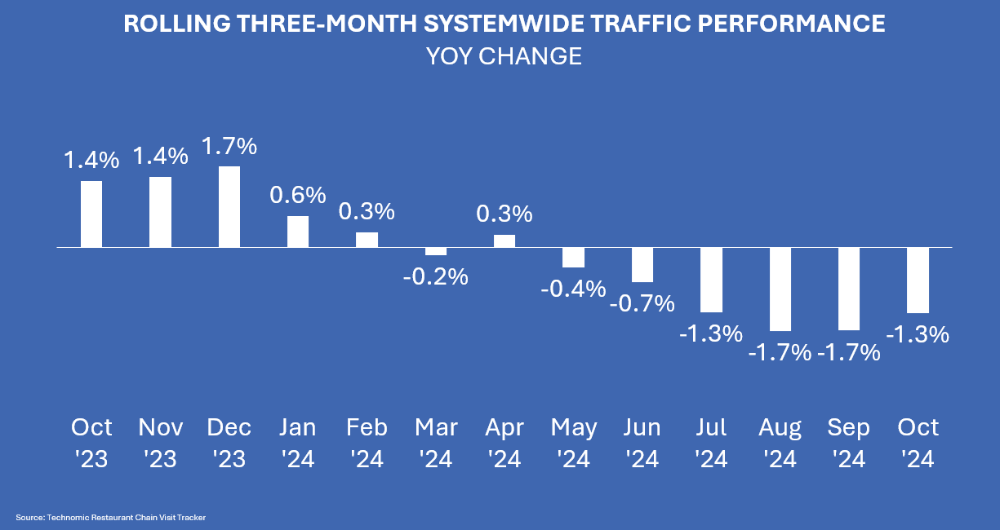 ROLLING THREE-MONTH SYSTEMWIDE TRAFFIC PERFORMANCE
YOY CHANGE
1.4% 1.4% 1.7% 0.6% 0.3% -0.2% 0.3% -0.4% -0.7% -1.3% -1.7% -1.7% -1.3%
Oct Nov Dec Jan Feb Mar Apr May Jun Jul Aug Sep Oct
'23 '23 '23 '24 '24 '24 '24 '24 '24 '24 '24 '24 '24
Source: Technomic Restaurant Chain Visit Tracker